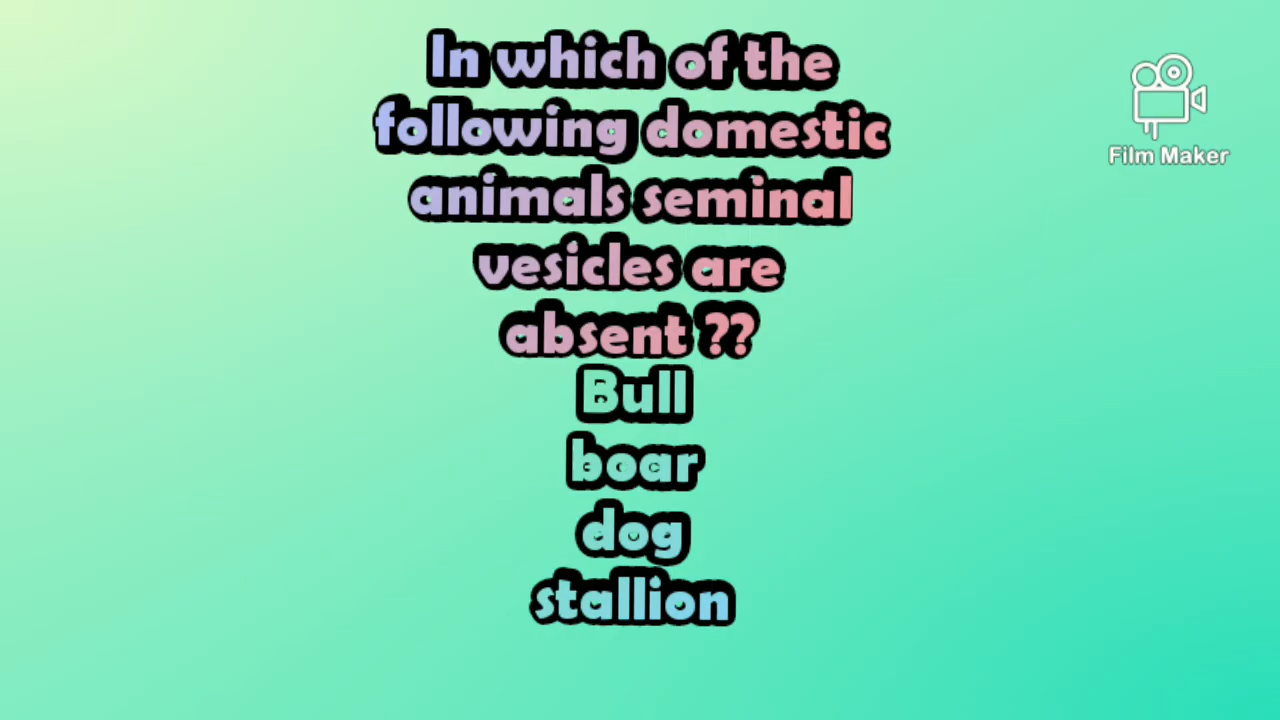 In which of the
following domestic
animals seminal
vesicles are
absent ??
Bull
boar
dog
stallion
Film Maker